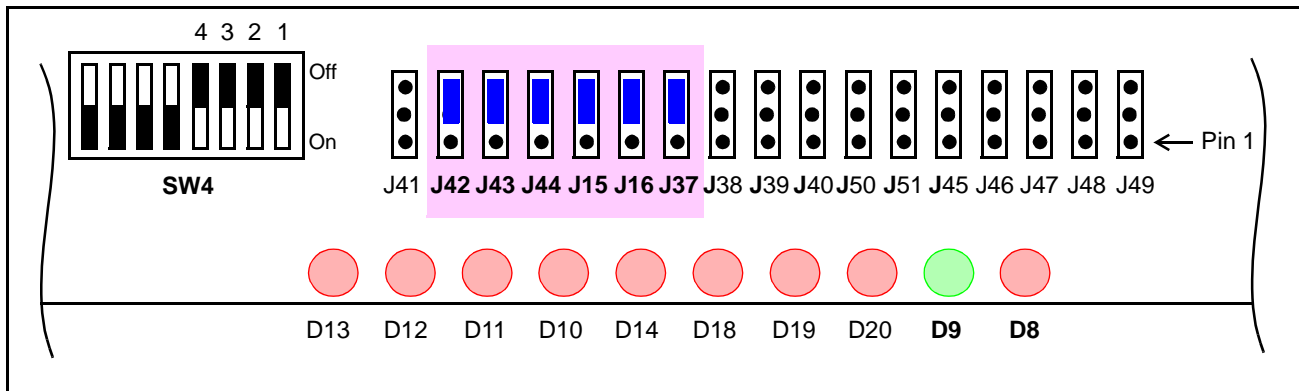 4 3 2 1
Off
On
Pin 1
SW4
J41 J42 J43 J44 J15 J16 J37 J38 J39 J40 J50 J51 J45 J46 J47 J48 J49
D13 D12 D11 D10 D14 D18 D19 D20 D9 D8